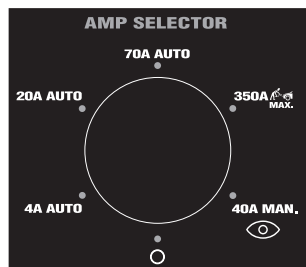 AMP SELECTOR
70A AUTO
20A AUTO
350A
MAX.
4A AUTO
40A MAN.